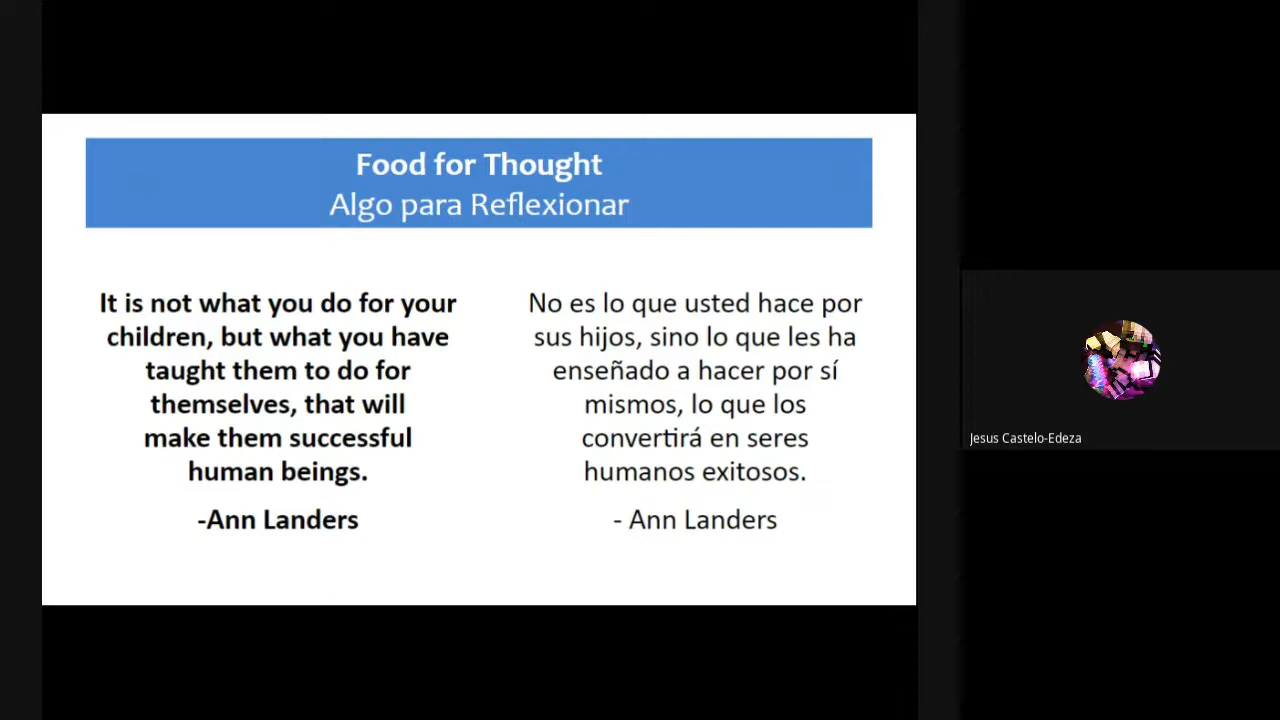 Food for Thought
Algo para Reflexionar
It is not what you do for your
children, but what you have
taught them to do for
themselves, that will
make them successful
human beings.
-Ann Landers
No es lo que usted hace por
sus hijos, sino lo que les ha
enseñado a hacer por sí
mismos, lo que los
convertirá en seres
humanos exitosos.
- Ann Landers
Jesus Castelo-Edeza